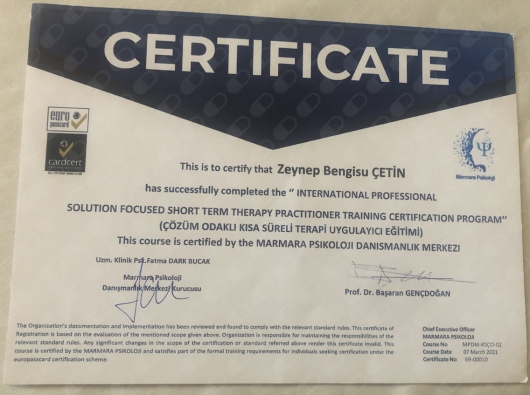 CERTIFICATE
euro
passcard
cardcert
Marmara Psikoloji
This is to certify that Zeynep Bengisu ÇETİN
has successfully completed the " INTERNATIONAL PROFESSIONAL
SOLUTION FOCUSED SHORT TERM THERAPY PRACTITIONER TRAINING CERTIFICATION PROGRAM"
(ÇÖZÜM ODAKLI KISA SÜRELİ TERAPİ UYGULAYICI EĞİTİMİ)
This course is certified by the MARMARA PSIKOLOJI DANISMANLIK MERKEZI
Uzm. Klinik Psk.Fatma DARK BUCAK
Marmara Psikoloji
Danışmanlık Merkezi Kurucusu
Prof. Dr. Başaran GENÇDOĞAN
The Organization's documentation and implementation has been reviewed and found to comply with the relevant standard rules. This certificate of
Registration is based on the evaluation of the mentioned scope given above. Organization is responsible for maintaining the responsibilities of the
relevant standard rules. Any significant changes in the scope of the certification or standard referred above render this certificate invalid. This
course is certified by the MARMARA PSIKOLOJI and satisfies part of the formal training requirements for individuals seeking certification under the
europasscard certification scheme.
Chief Executive Officer
MARMARA PSİKOLOJİ
Course No MPDM-45ÇO-02
Course Date 07 March 2021
Certificate No 69-00010